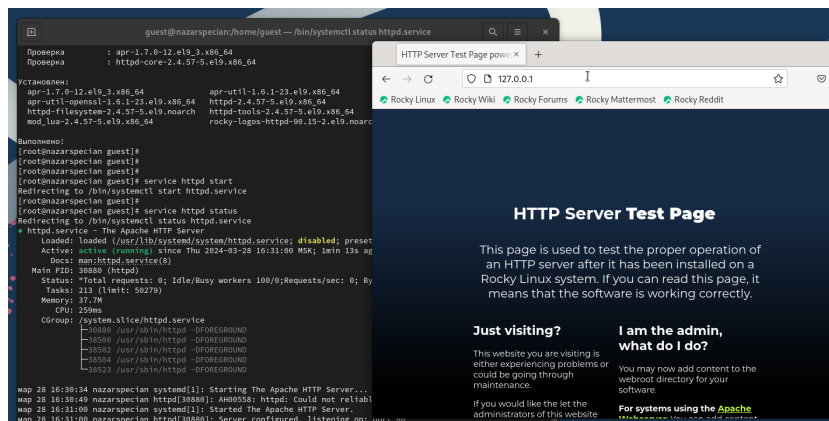 guest@nazarspecian:/home/guest — /bin/systemctl status httpd.service
Проверка : apr-1.7.0-12.el9_3.x86_64
Проверка : httpd-core-2.4.57-5.el9.x86_64
Установлен:
apr-1.7.0-12.el9_3.x86_64 apr-util-1.6.1-23.el9.x86_64
apr-util-openssl-1.6.1-23.el9.x86_64 httpd-2.4.57-5.el9.x86_64
httpd-filesystem-2.4.57-5.el9.noarch httpd-tools-2.4.57-5.el9.x86_64
mod_lua-2.4.57-5.el9.x86_64 rocky-logos-httpd-90.15-2.el9.noarc
Выполнено!
[root@nazarspecian guest]#
[root@nazarspecian guest]#
[root@nazarspecian guest]#
[root@nazarspecian guest]# service httpd start
Redirecting to /bin/systemctl start httpd.service
[root@nazarspecian guest]#
[root@nazarspecian guest]# service httpd status
Redirecting to /bin/systemctl status httpd.service
● httpd.service - The Apache HTTP Server
Loaded: loaded (/usr/lib/systemd/system/httpd.service; disabled; preset
Active: active (running) since Thu 2024-03-28 16:31:00 MSK; 1min 13s ag
Docs: man:httpd.service(8)
Main PID: 30880 (httpd)
Status: "Total requests: 0; Idle/Busy workers 100/0;Requests/sec: 0; By
Tasks: 213 (limit: 50279)
Memory: 37.7M
CPU: 259ms
CGroup: /system.slice/httpd.service
├─30880 /usr/sbin/httpd -DFOREGROUND
├─38500 /usr/sbin/httpd -DFOREGROUND
├─38502 /usr/sbin/httpd -DFOREGROUND
├─38504 /usr/sbin/httpd -DFOREGROUND
└─38523 /usr/sbin/httpd -DFOREGROUND
мар 28 16:30:34 nazarspecian systemd[1]: Starting The Apache HTTP Server...
мар 28 16:30:49 nazarspecian httpd[30880]: AH00558: httpd: Could not reliabl
мар 28 16:31:00 nazarspecian systemd[1]: Started The Apache HTTP Server.
мар 28 16:31:00 nazarspecian httpd[30880]: Server configured, listening on:
HTTP Server Test Page power
127.0.0.1
Rocky Linux Rocky Wiki Rocky Forums Rocky Mattermost Rocky Reddit
HTTP Server Test Page
This page is used to test the proper operation of
an HTTP server after it has been installed on a
Rocky Linux system. If you can read this page, it
means that the software is working correctly.
Just visiting?
This website you are visiting is
either experiencing problems or
could be going through
maintenance.
If you would like the let the
administrators of this website
I am the admin,
what do I do?
You may now add content to the
webroot directory for your
software.
For systems using the Apache
Webserver: You can add content